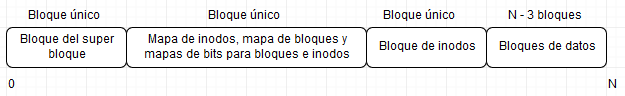 Bloque único
Bloque único
Bloque único
N - 3 bloques
Bloque del super
bloque
Mapa de inodos, mapa de bloques y
mapas de bits para bloques e inodos
Bloque de inodos
Bloques de datos
0
N